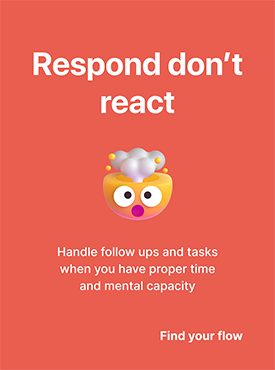 Respond don’t
react
Handle follow ups and tasks
when you have proper time
and mental capacity
Find your flow